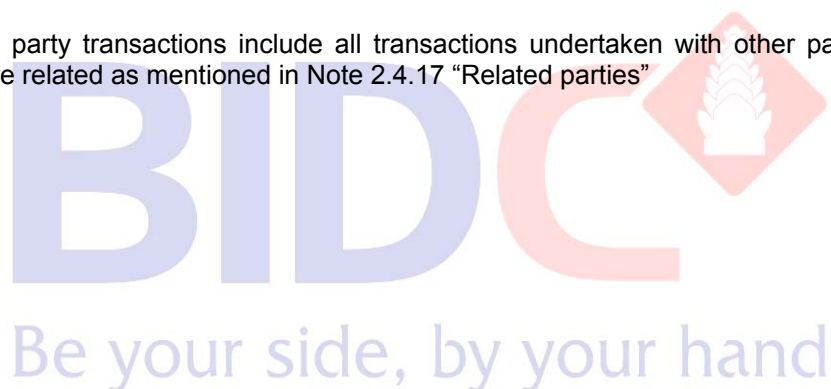 party transactions include all transactions undertaken with other pa
e related as mentioned in Note 2.4.17 “Related parties”
BIDC
Be your side, by your hand